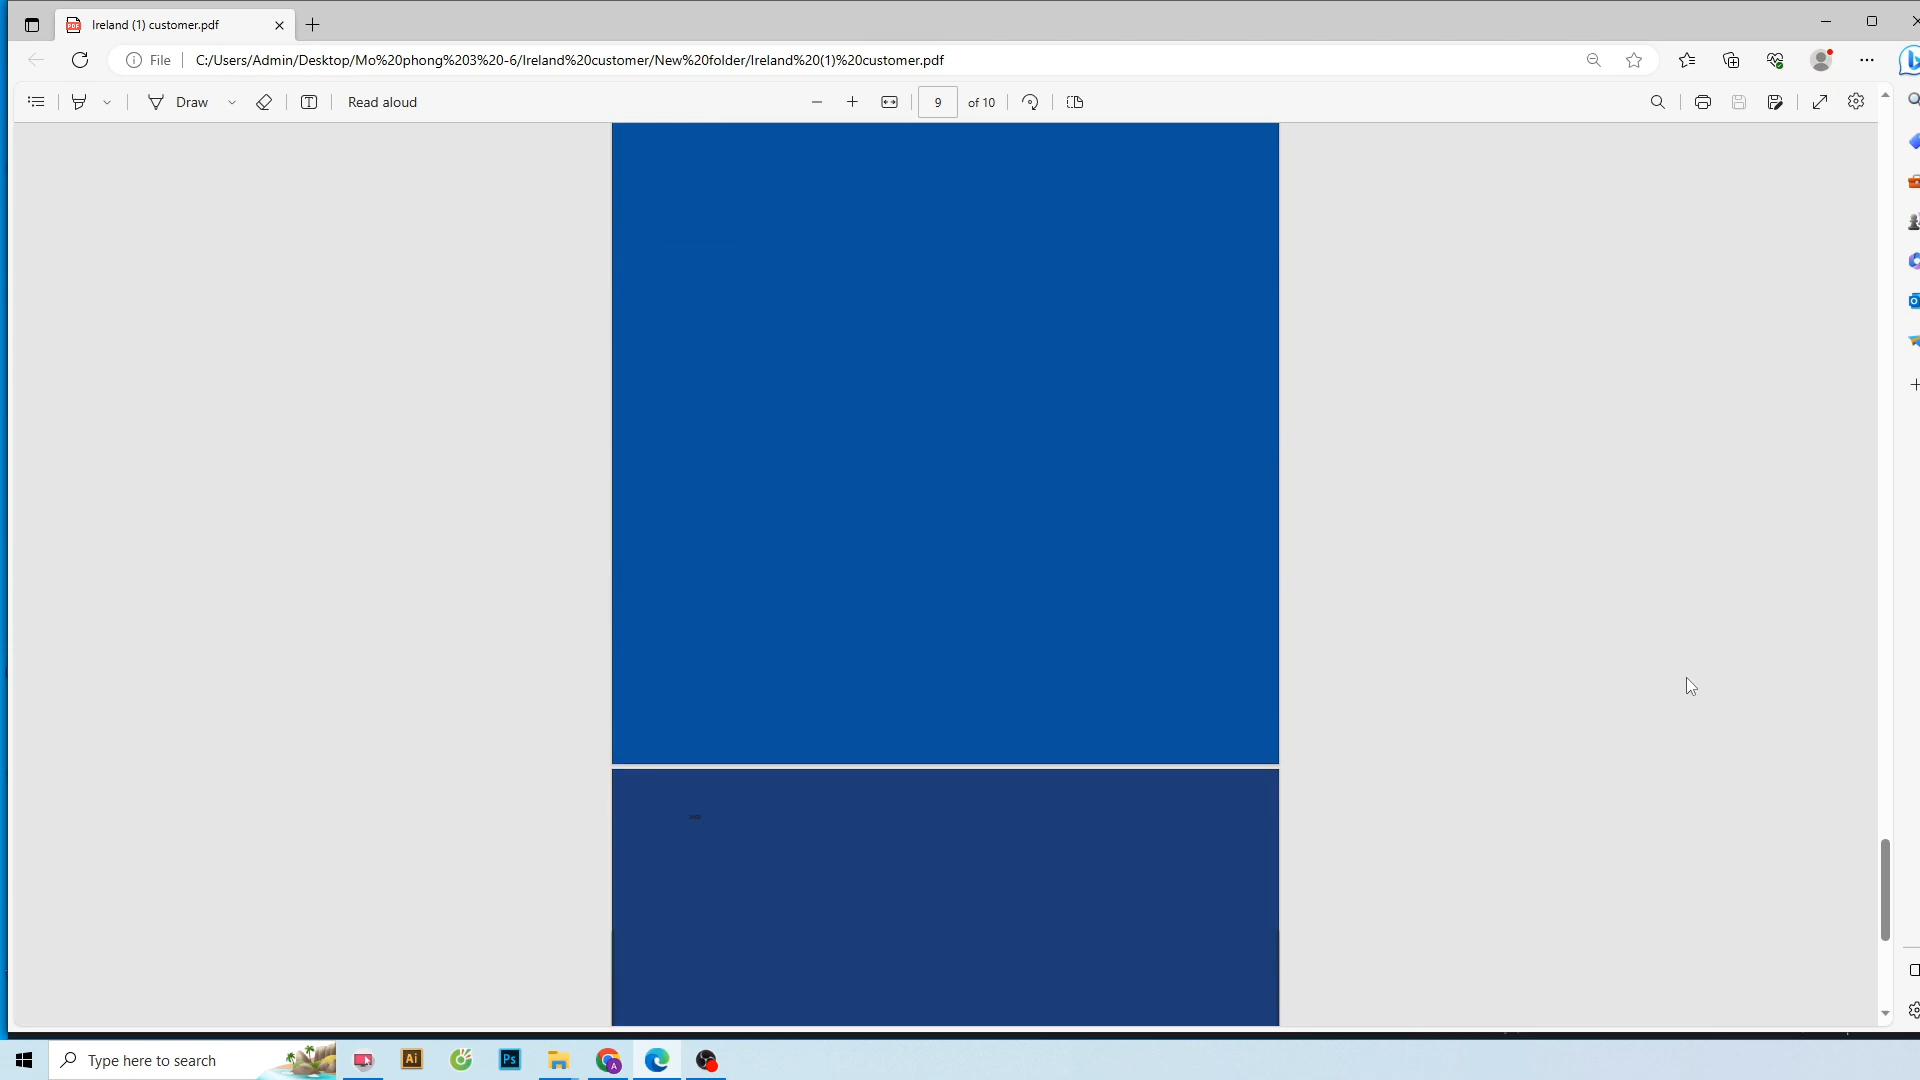 Ireland (1) customer.pdf
File
C:/Users/Admin/Desktop/Mo%20phong%203%20-6/Ireland%20customer/New%20folder/Ireland%20(1)%20customer.pdf
Draw
Read aloud
9
of 10
Type here to search
Ai
Ps
A